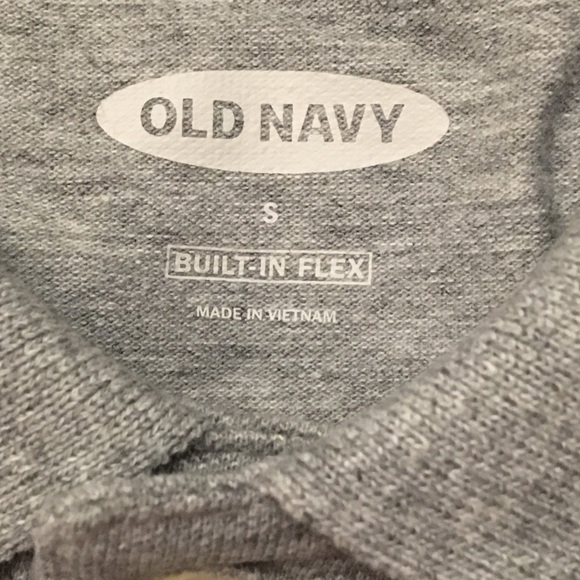 OLD NAVY
S
BUILT-IN FLEX
MADE IN VIETNAM